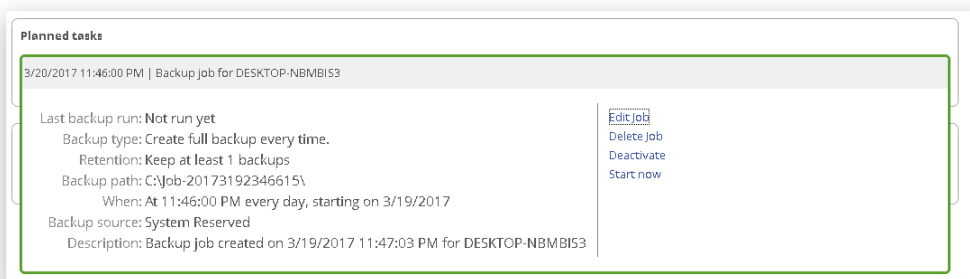 Planned tasks
3/20/2017 11:46:00 PM | Backup job for DESKTOP-NBMBIS3
Last backup run: Not run yet
Backup type: Create full backup every time.
Retention: Keep at least 1 backups
Backup path: C:\Job-20173192346615\
When: At 11:46:00 PM every day, starting on 3/19/2017
Backup source: System Reserved
Description: Backup job created on 3/19/2017 11:47:03 PM for DESKTOP-NBMBIS3
Edit Job
Delete Job
Deactivate
Start now